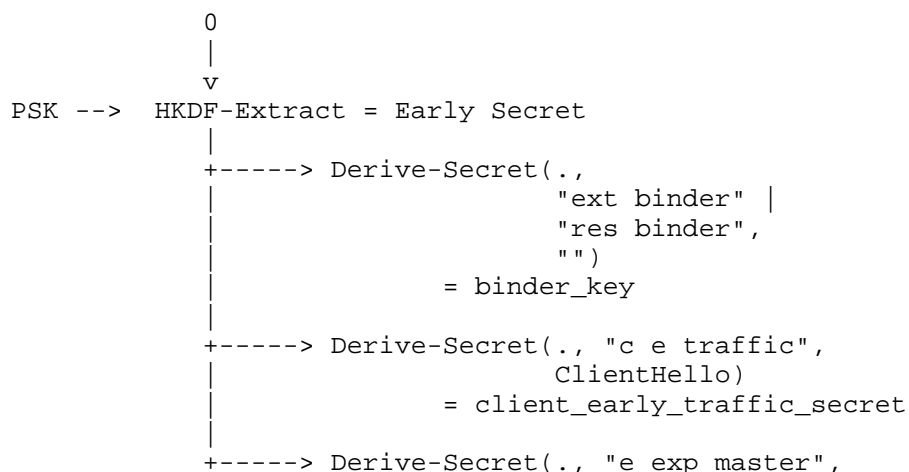 0
|
v
PSK --> HKDF-Extract = Early Secret
|
+-----> Derive-Secret(.,
| "ext binder" |
| "res binder",
| "")
| = binder_key
|
+-----> Derive-Secret(., "c e traffic",
| ClientHello)
| = client_early_traffic_secret
|
+-----> Derive-Secret(., "e exp master",